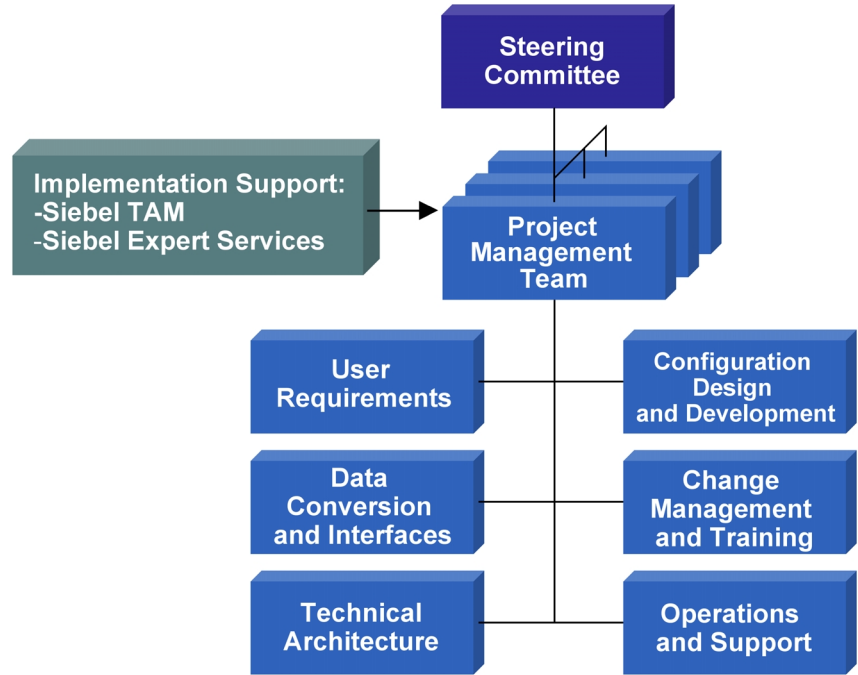 Steering
Committee
Implementation Support:
-Siebel TAM
-Siebel Expert Services
Project
Management
Team
User
Requirements
Configuration
Design
and Development
Data
Conversion
and Interfaces
Change
Management
and Training
Technical
Architecture
Operations
and Support